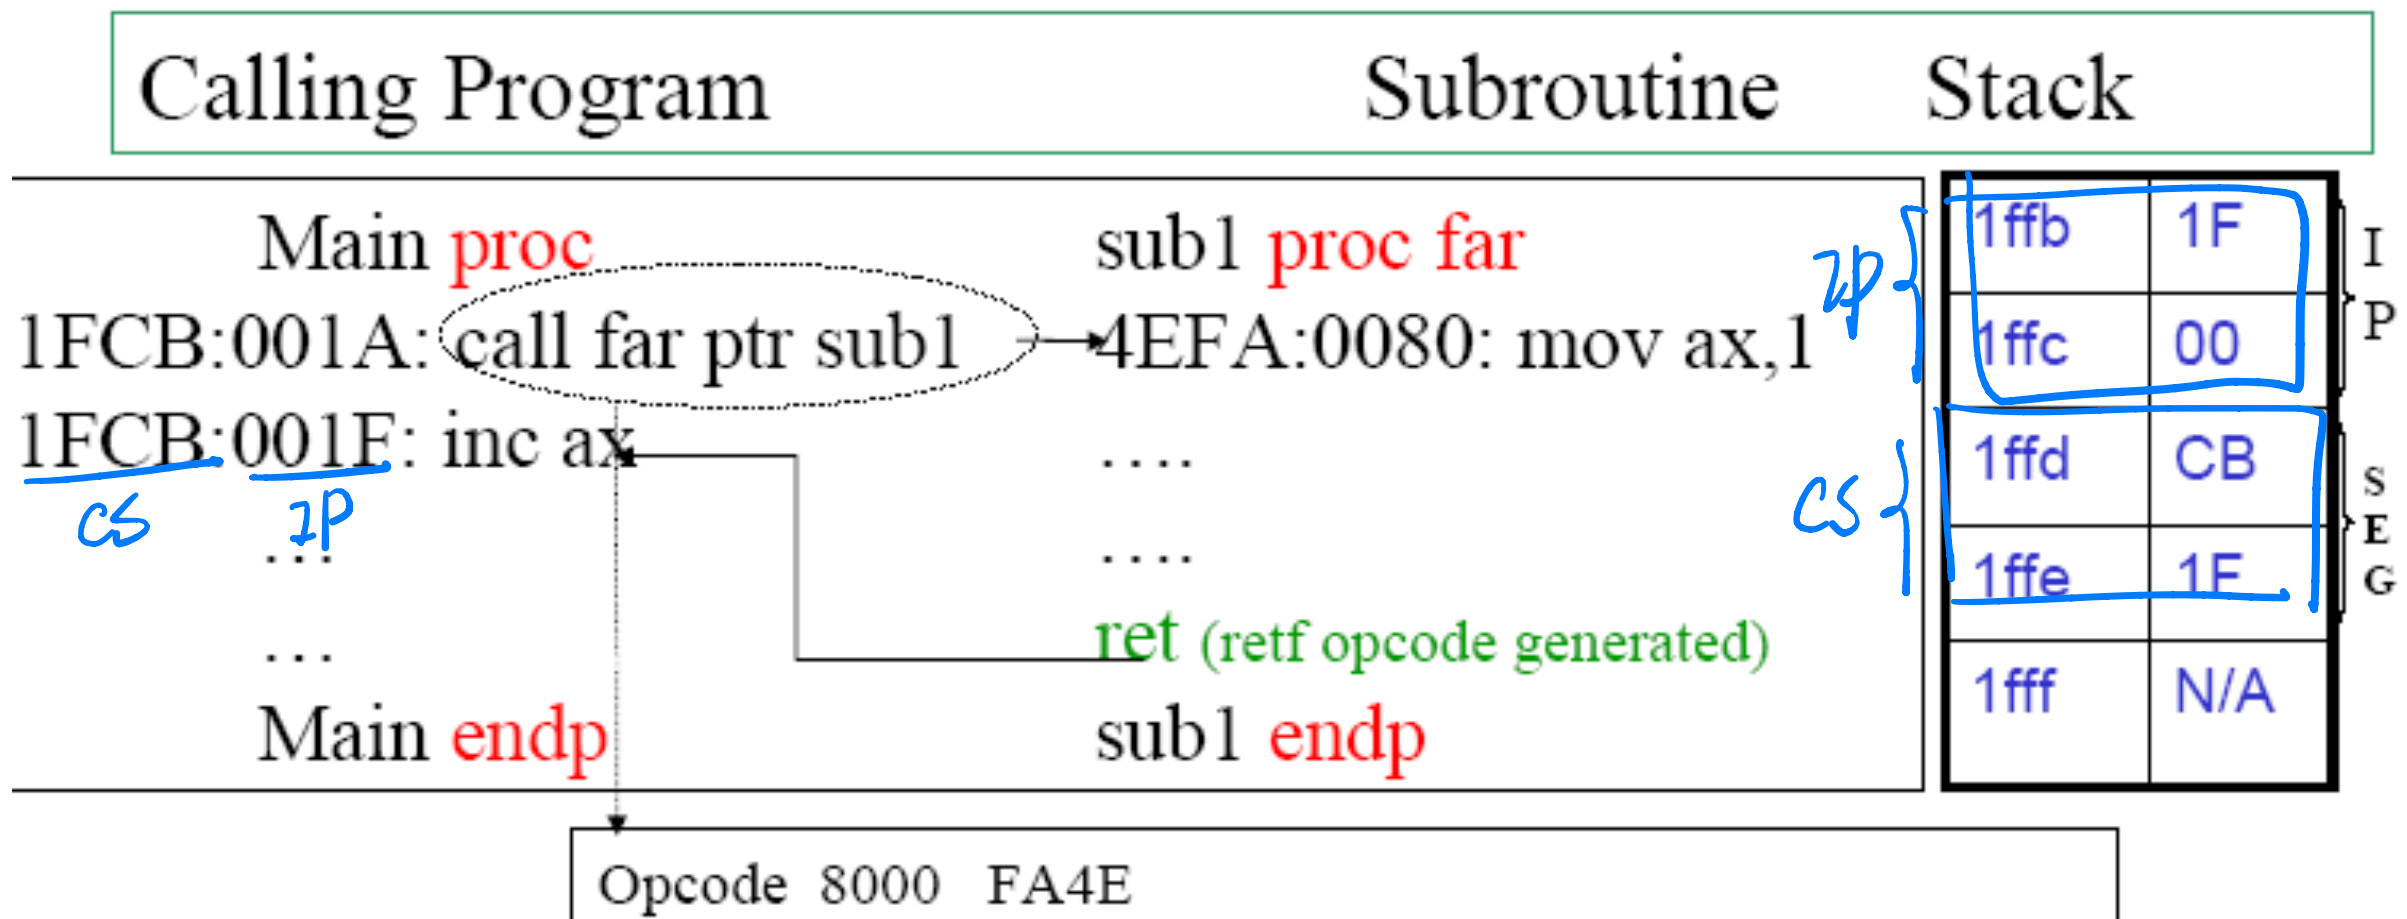 Calling Program Subroutine Stack
Main proc sub1 proc far
1ffb 1F
IP
1FCB:001A: call far ptr sub1 4EFA:0080: mov ax,1
IP
1ffc 00
1FCB:001F: inc ax ....
CS IP
CS
1ffd CB
SEG
... ....
1ffe 1F
... ret (retf opcode generated)
1fff N/A
Main endp sub1 endp
Opcode 8000 FA4E